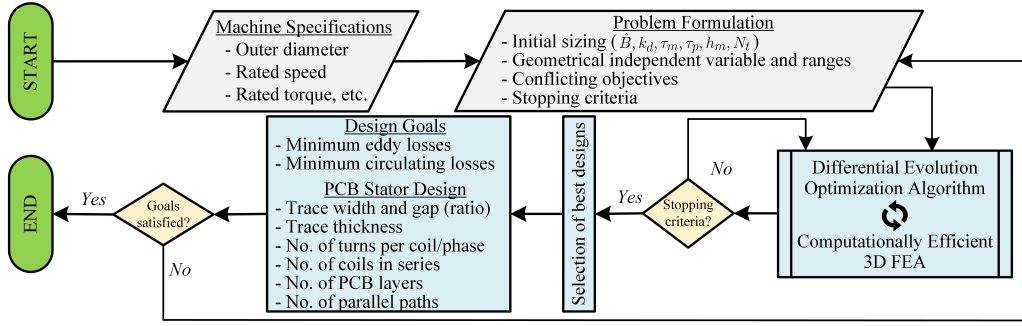 START
Machine Specifications
- Outer diameter
- Rated speed
- Rated torque, etc.
Problem Formulation
- Initial sizing ( B̂, k_d, τ_m, τ_p, h_m, N_t )
- Geometrical independent variable and ranges
- Conflicting objectives
- Stopping criteria
Differential Evolution
Optimization Algorithm
Computationally Efficient
3D FEA
Stopping
criteria?
No
Yes
Selection of best designs
Design Goals
- Minimum eddy losses
- Minimum circulating losses
PCB Stator Design
- Trace width and gap (ratio)
- Trace thickness
- No. of turns per coil/phase
- No. of coils in series
- No. of PCB layers
- No. of parallel paths
Goals
satisfied?
Yes
No
END